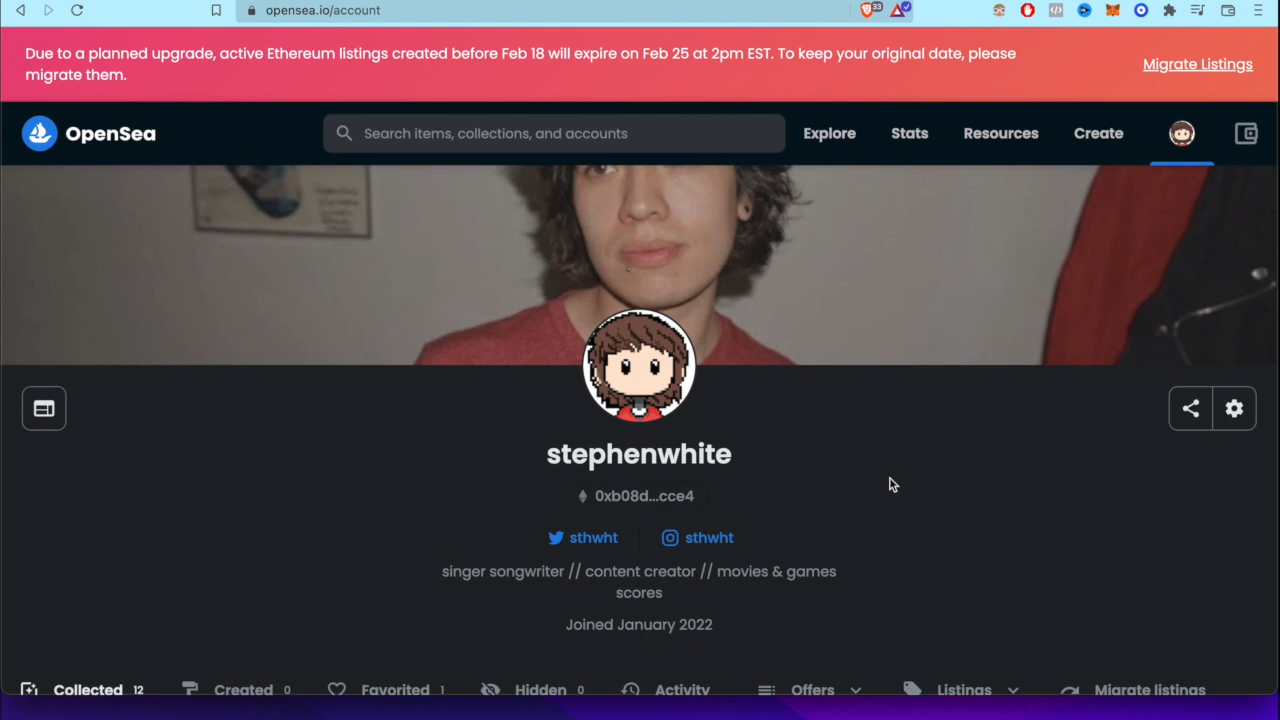 opensea.io/account
33
Due to a planned upgrade, active Ethereum listings created before Feb 18 will expire on Feb 25 at 2pm EST. To keep your original date, please
migrate them.
Migrate Listings
OpenSea
Search items, collections, and accounts
Explore
Stats
Resources
Create
stephenwhite
0xb08d...cce4
sthwht
sthwht
singer songwriter // content creator // movies & games
scores
Joined January 2022
Collected 12
Created 0
Favorited 1
Hidden 0
Activity
Offers
Listings
Migrate listings